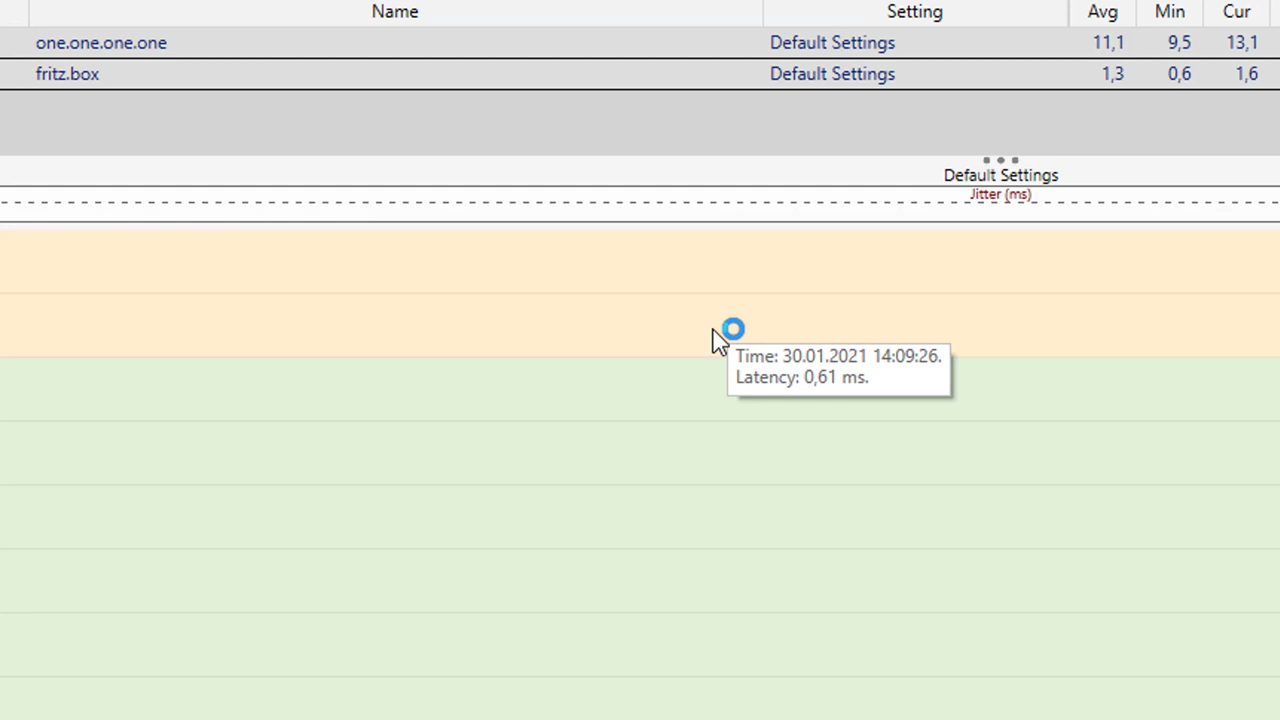 Name Setting Avg Min Cur
one.one.one.one Default Settings 11,1 9,5 13,1
fritz.box Default Settings 1,3 0,6 1,6
Default Settings
Jitter (ms)
Time: 30.01.2021 14:09:26.
Latency: 0,61 ms.